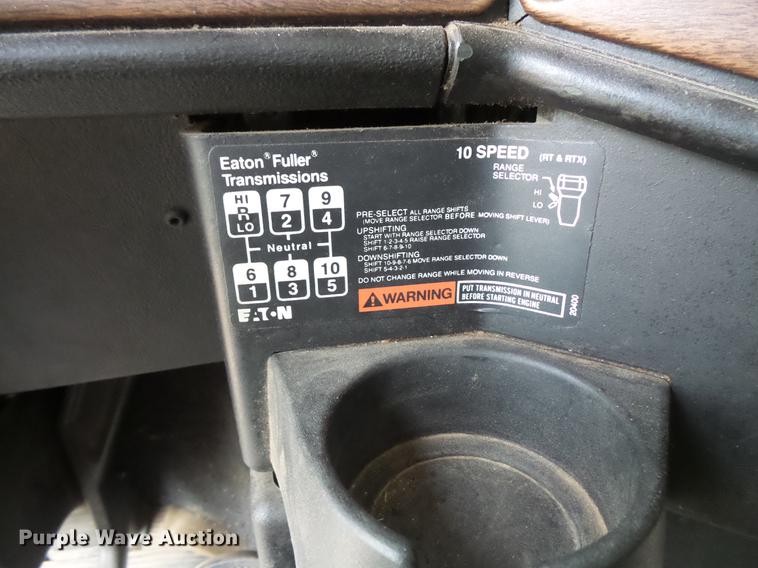 Eaton® Fuller®
Transmissions
10 SPEED (RT & RTX)
RANGE
SELECTOR
HI
LO
HI 7 9
R 2 4
LO
Neutral
6 8 10
1 3 5
EATON
PRE-SELECT ALL RANGE SHIFTS
(MOVE RANGE SELECTOR BEFORE MOVING SHIFT LEVER)
UPSHIFTING
START WITH RANGE SELECTOR DOWN
SHIFT 1-2-3-4-5 RAISE RANGE SELECTOR
SHIFT 6-7-8-9-10
DOWNSHIFTING
SHIFT 10-9-8-7-6 MOVE RANGE SELECTOR DOWN
SHIFT 5-4-3-2-1
DO NOT CHANGE RANGE WHILE MOVING IN REVERSE
WARNING
PUT TRANSMISSION IN NEUTRAL
BEFORE STARTING ENGINE
20400
Purple Wave Auction